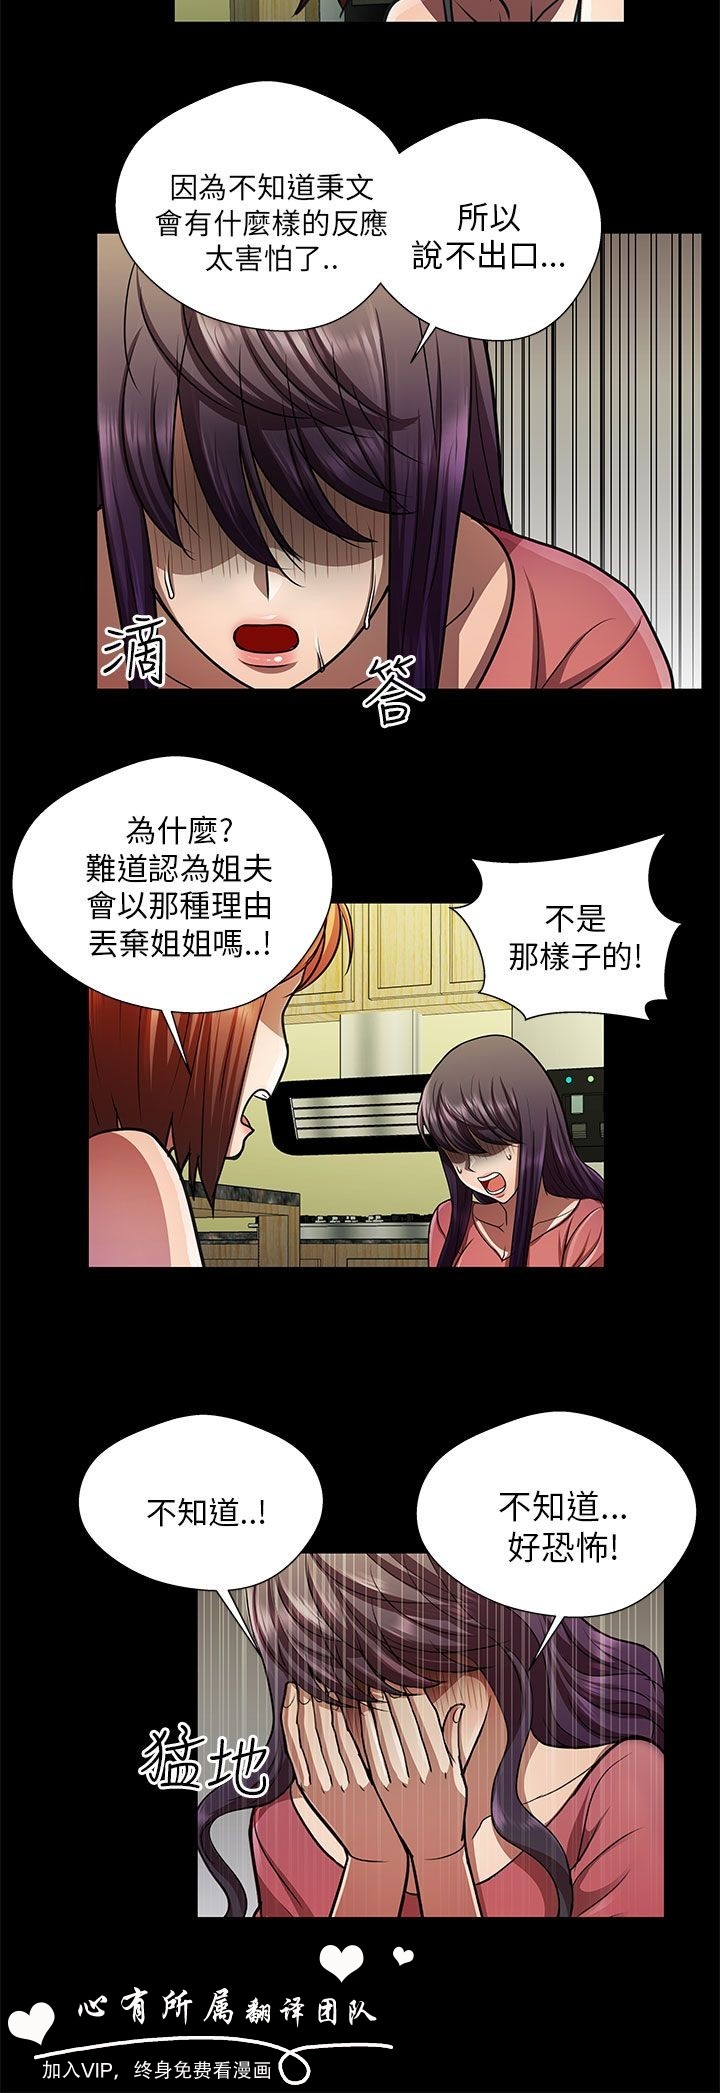 因為不知道秉文
會有什麼樣的反應
太害怕了..
所以
說不出口...
滴
答
為什麼?
難道認為姐夫
會以那種理由
丟棄姐姐嗎..!
不是
那樣子的!
不知道..!
不知道...
好恐怖!
猛地
心有所属翻译团队
加入VIP，终身免费看漫画